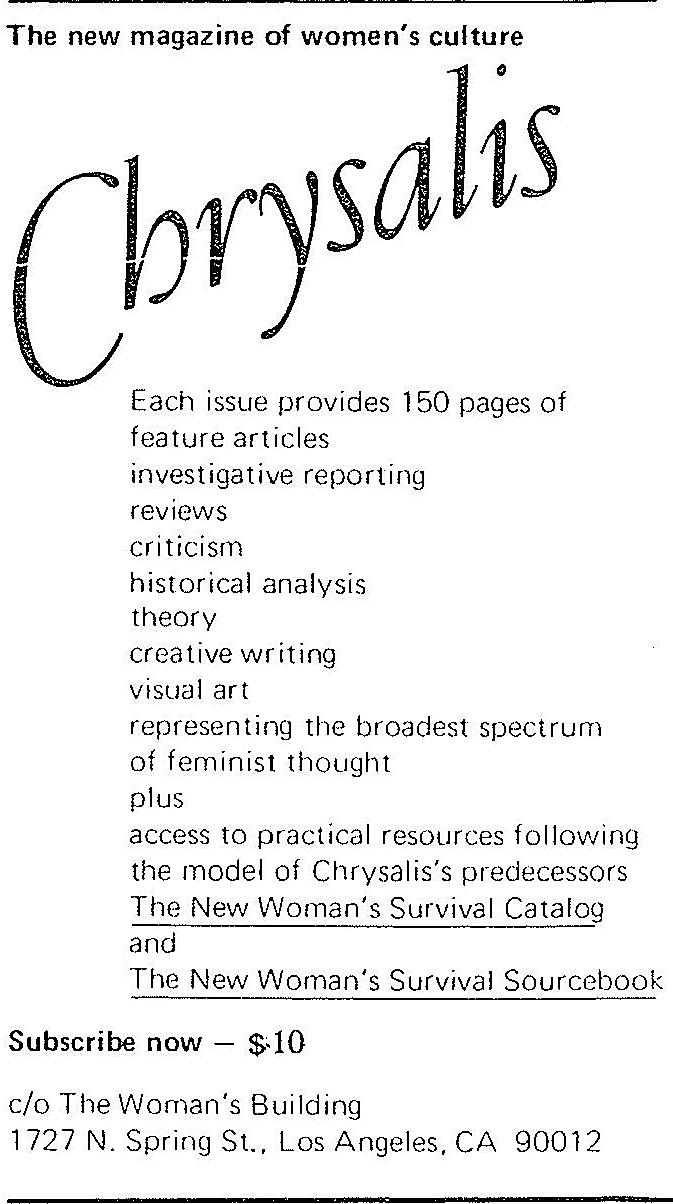 The new magazine of women's culture
Chrysalis
Each issue provides 150 pages of
feature articles
investigative reporting
reviews
criticism
historical analysis
theory
creative writing
visual art
representing the broadest spectrum
of feminist thought
plus
access to practical resources following
the model of Chrysalis's predecessors
The New Woman's Survival Catalog
and
The New Woman's Survival Sourcebook
Subscribe now – $10
c/o The Woman's Building
1727 N. Spring St., Los Angeles, CA 90012